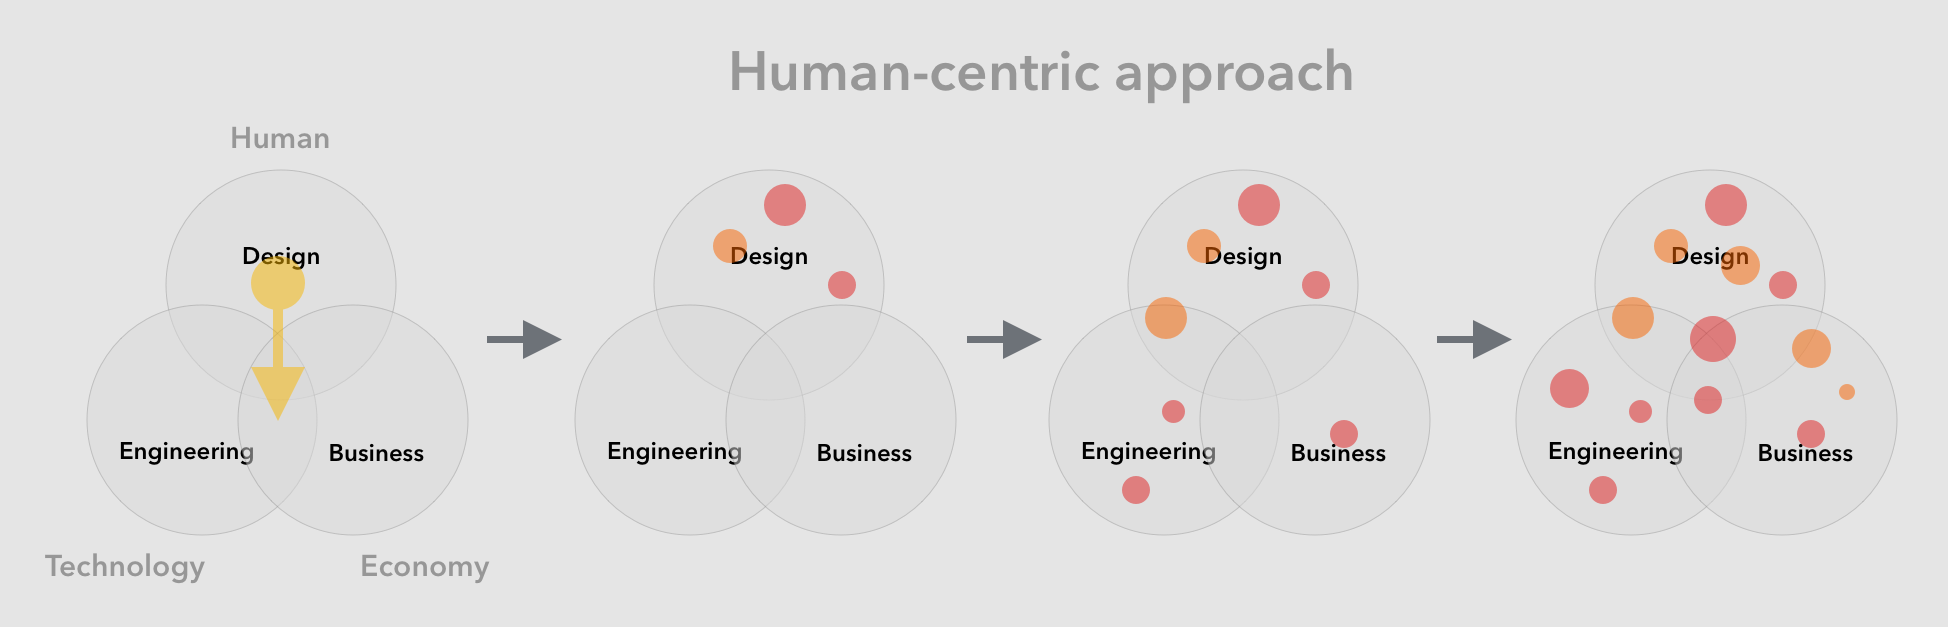 Human-centric approach
Human
Design
Engineering
Business
Technology
Economy
Design
Engineering
Business
Design
Engineering
Business
Design
Engineering
Business